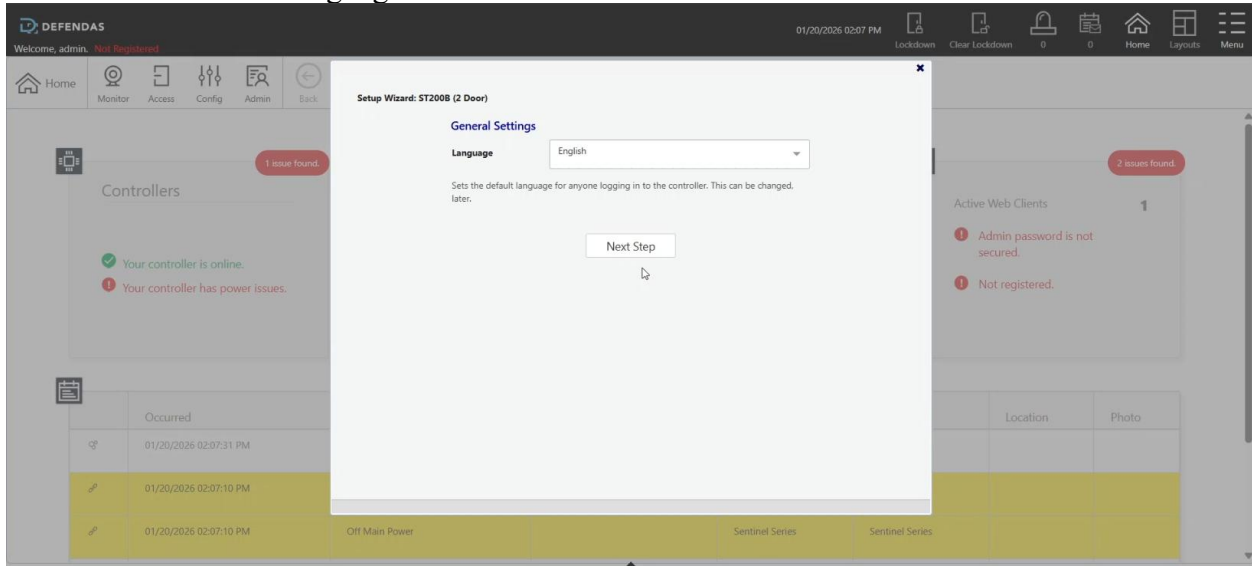 DEFENDAS
Welcome, admin. Not Registered
01/20/2026 02:07 PM
Lockdown
Clear Lockdown
0
0
Home
Layouts
Menu
Home
Monitor
Access
Config
Admin
Back
Setup Wizard: ST200B (2 Door)
General Settings
Language
English
Sets the default language for anyone logging in to the controller. This can be changed,
later.
Next Step
1 issue found.
Controllers
Your controller is online.
Your controller has power issues.
2 issues found.
Active Web Clients 1
Admin password is not
secured.
Not registered.
Occurred Location Photo
01/20/2026 02:07:31 PM
01/20/2026 02:07:10 PM
01/20/2026 02:07:10 PM Off Main Power Sentinel Series Sentinel Series